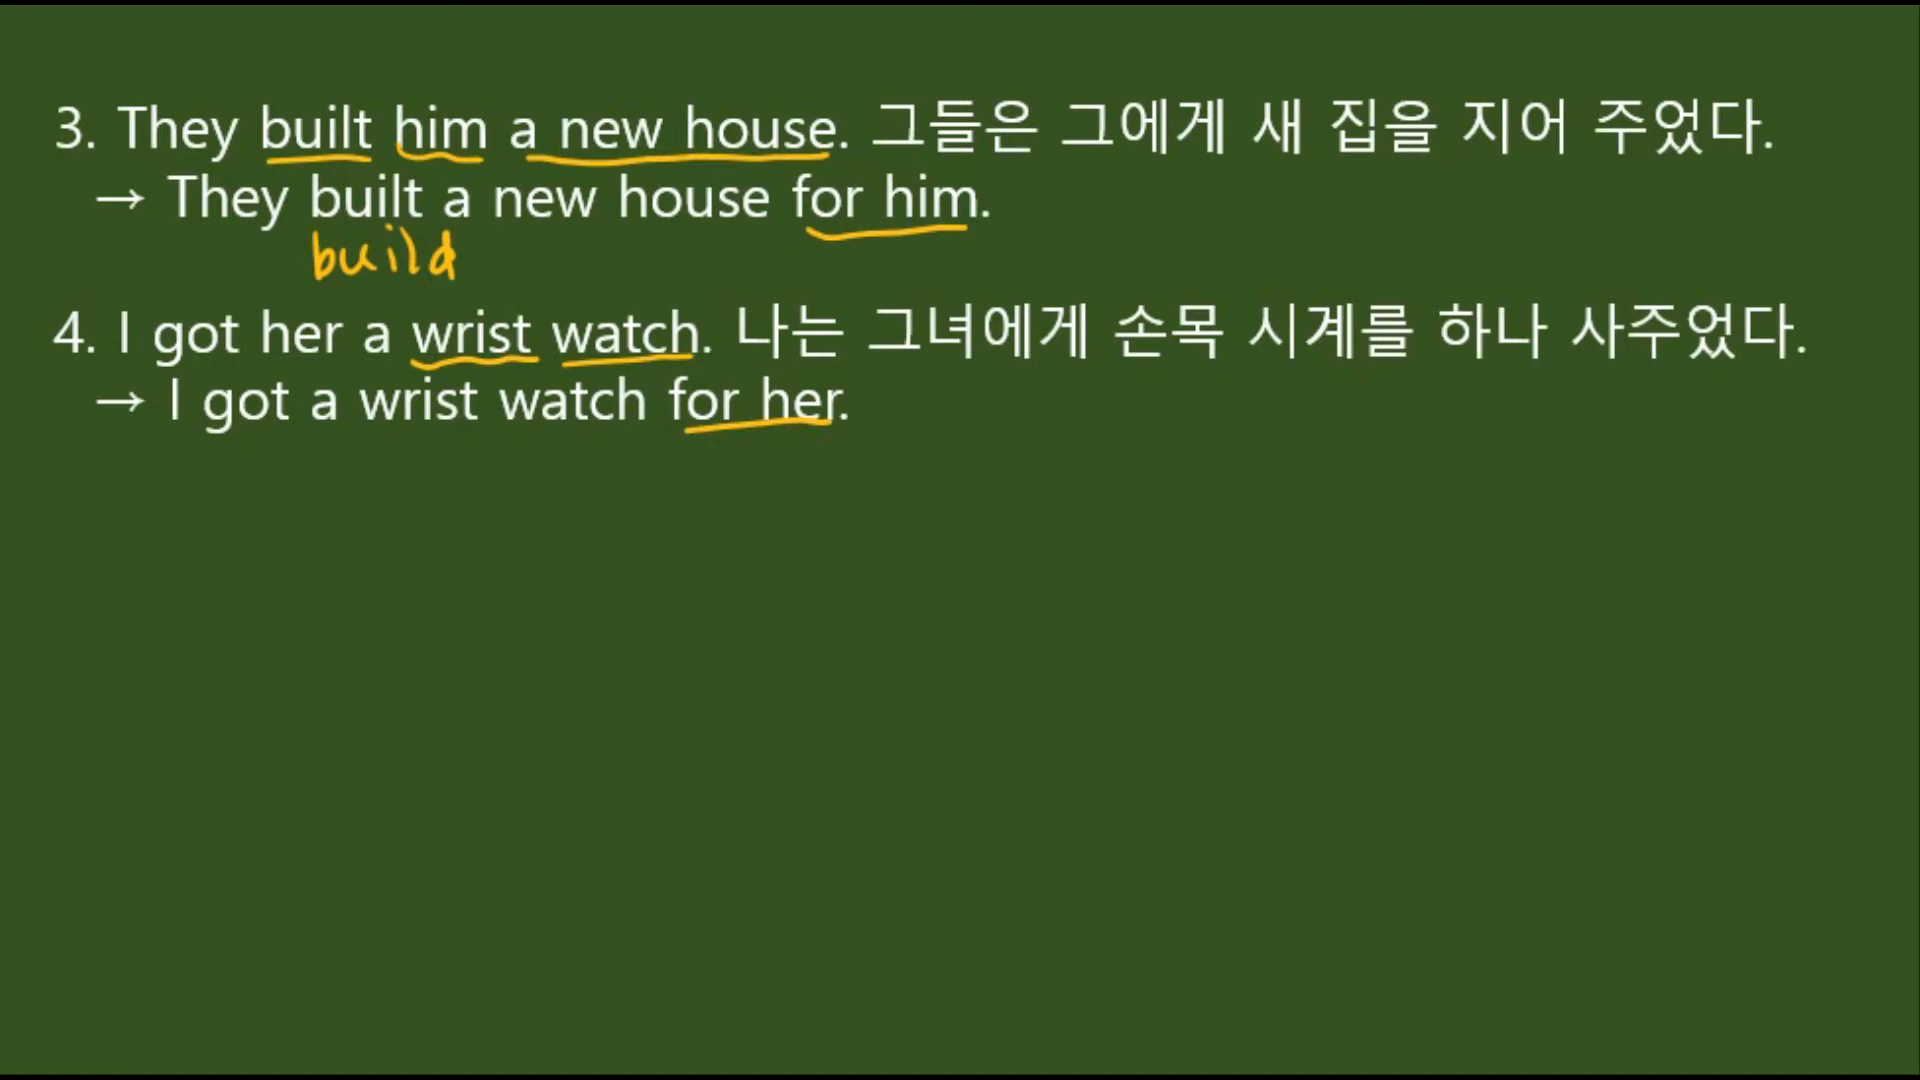 3. They built him a new house. 그들은 그에게 새 집을 지어 주었다.
→ They built a new house for him.
build
4. I got her a wrist watch. 나는 그녀에게 손목 시계를 하나 사주었다.
→ I got a wrist watch for her.